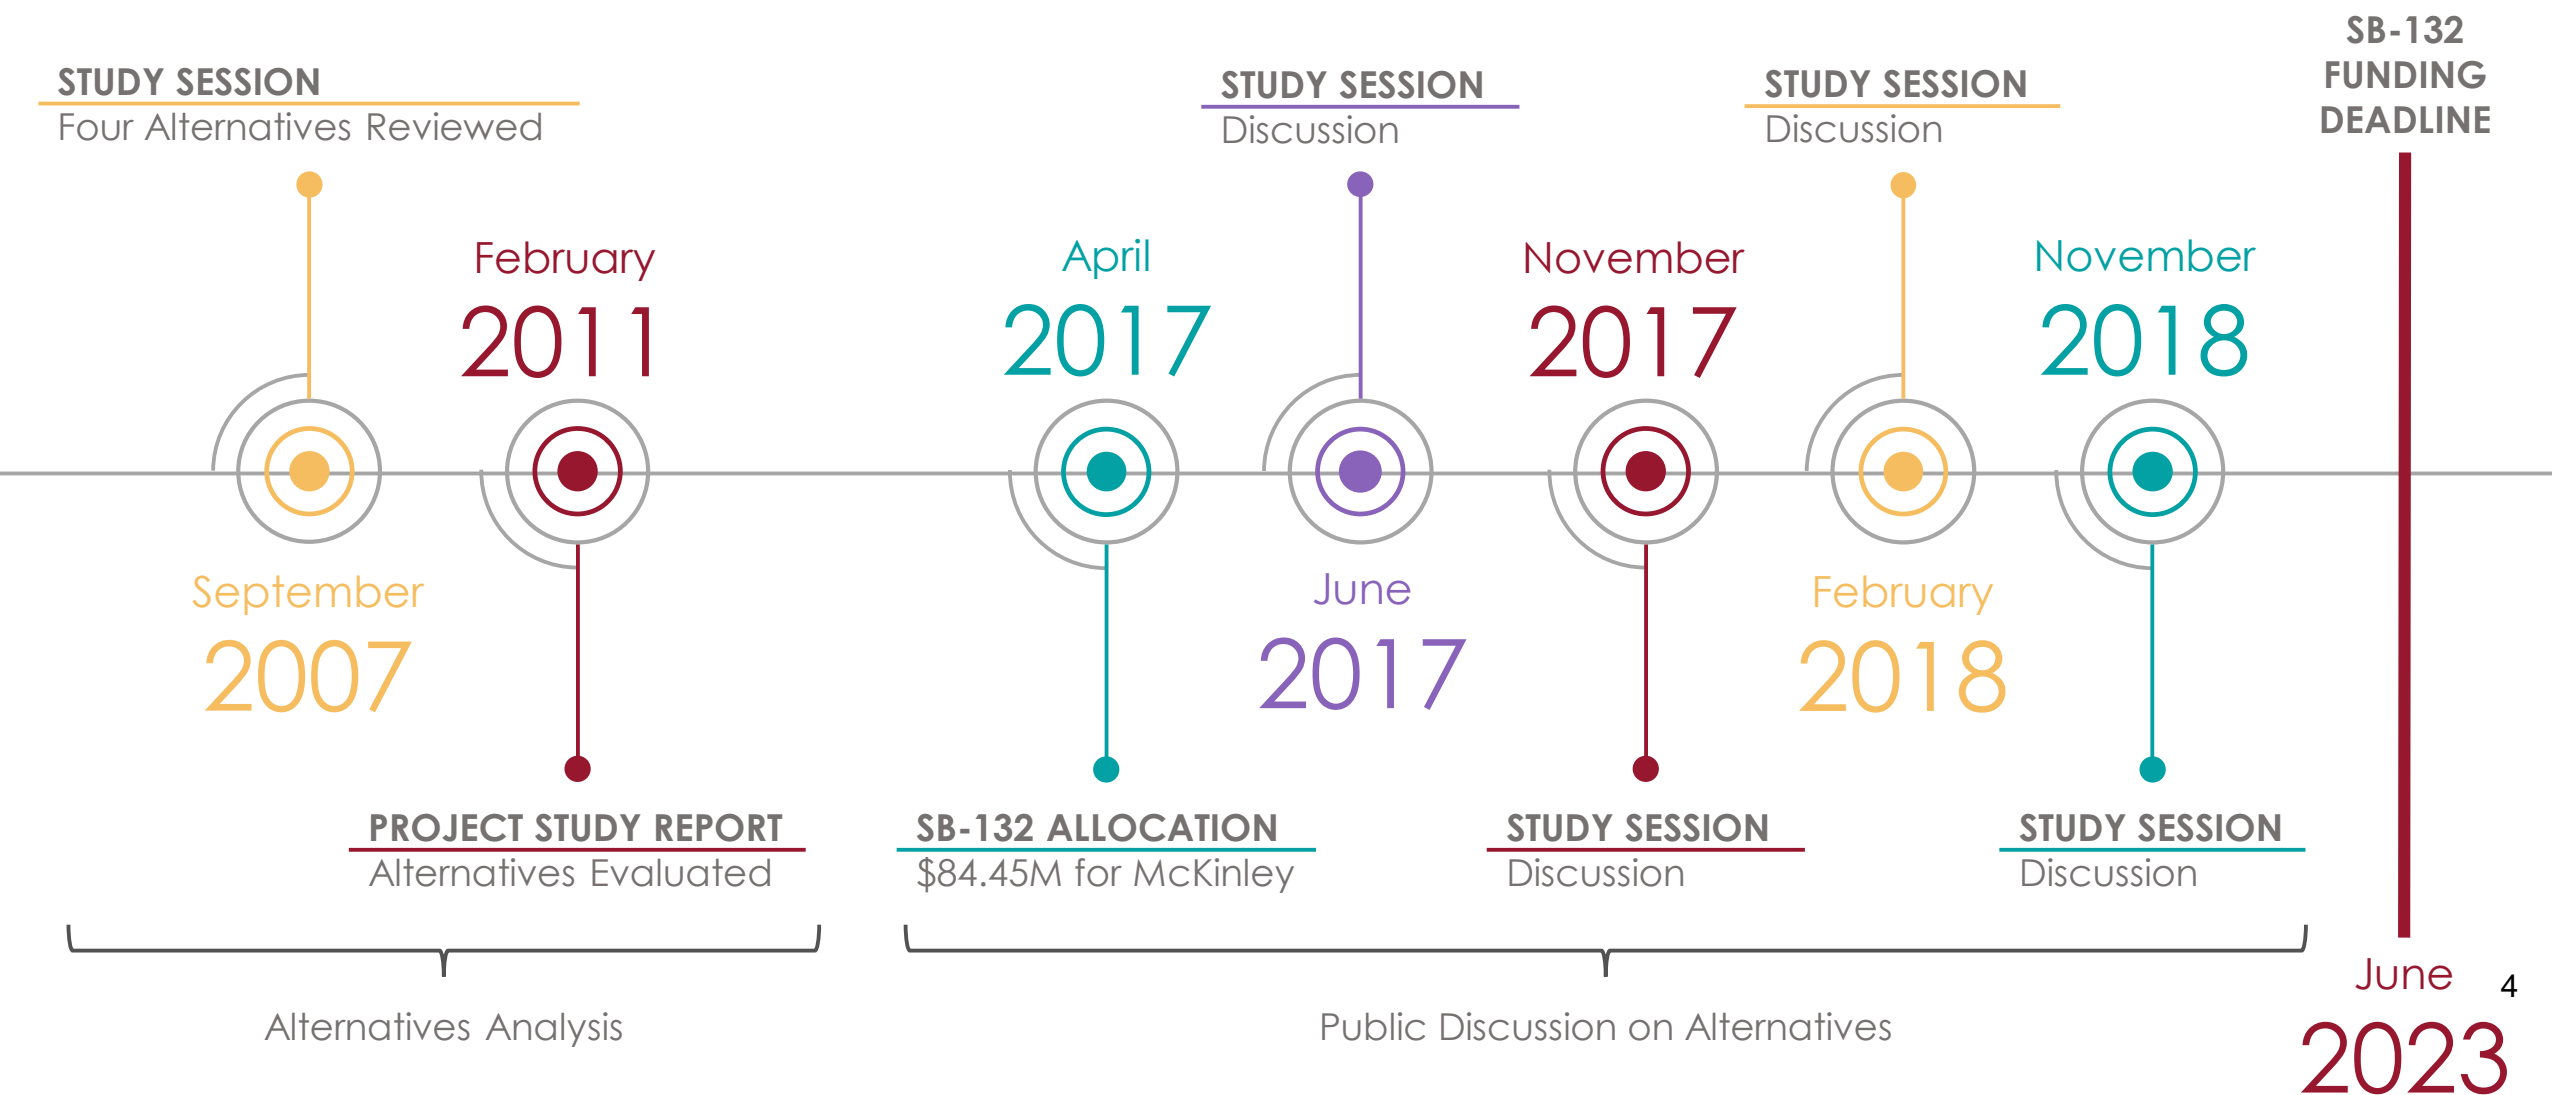 STUDY SESSION
Four Alternatives Reviewed
September
2007
February
2011
PROJECT STUDY REPORT
Alternatives Evaluated
Alternatives Analysis
April
2017
SB-132 ALLOCATION
$84.45M for McKinley
STUDY SESSION
Discussion
June
2017
November
2017
STUDY SESSION
Discussion
STUDY SESSION
Discussion
February
2018
November
2018
STUDY SESSION
Discussion
Public Discussion on Alternatives
SB-132
FUNDING
DEADLINE
June
2023
4